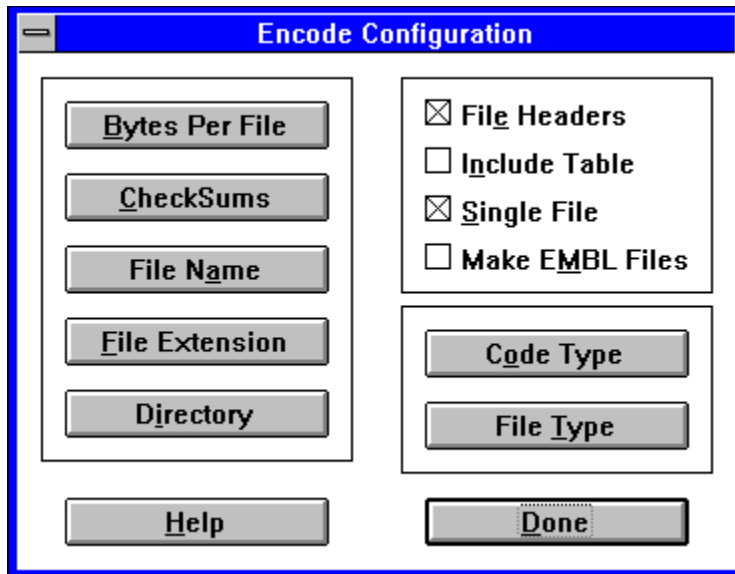 Encode Configuration
Bytes Per File
CheckSums
File Name
File Extension
Directory
File Headers
Include Table
Single File
Make EMBL Files
Code Type
File Type
Help
Done